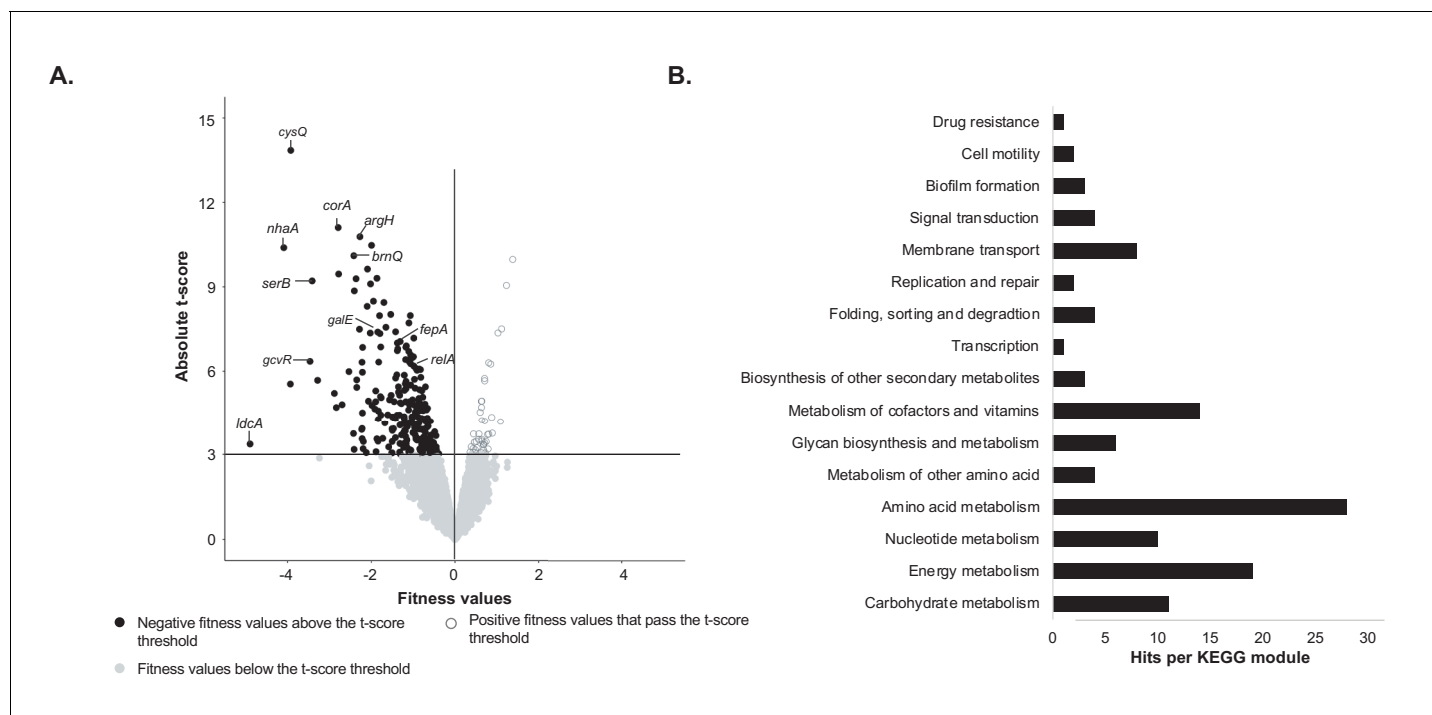 A.
15
12
9
6
3
0
Absolute t-score
cysQ
corA
argH
nhaA
brnQ
serB
galE
fepA
gcvR
relA
ldcA
-4
-2
0
2
4
Fitness values
Negative fitness values above the t-score
threshold
Positive fitness values that pass the t-score
threshold
Fitness values below the t-score threshold
B.
Drug resistance
Cell motility
Biofilm formation
Signal transduction
Membrane transport
Replication and repair
Folding, sorting and degradtion
Transcription
Biosynthesis of other secondary metabolites
Metabolism of cofactors and vitamins
Glycan biosynthesis and metabolism
Metabolism of other amino acid
Amino acid metabolism
Nucleotide metabolism
Energy metabolism
Carbohydrate metabolism
0
5
10
15
20
25
30
Hits per KEGG module